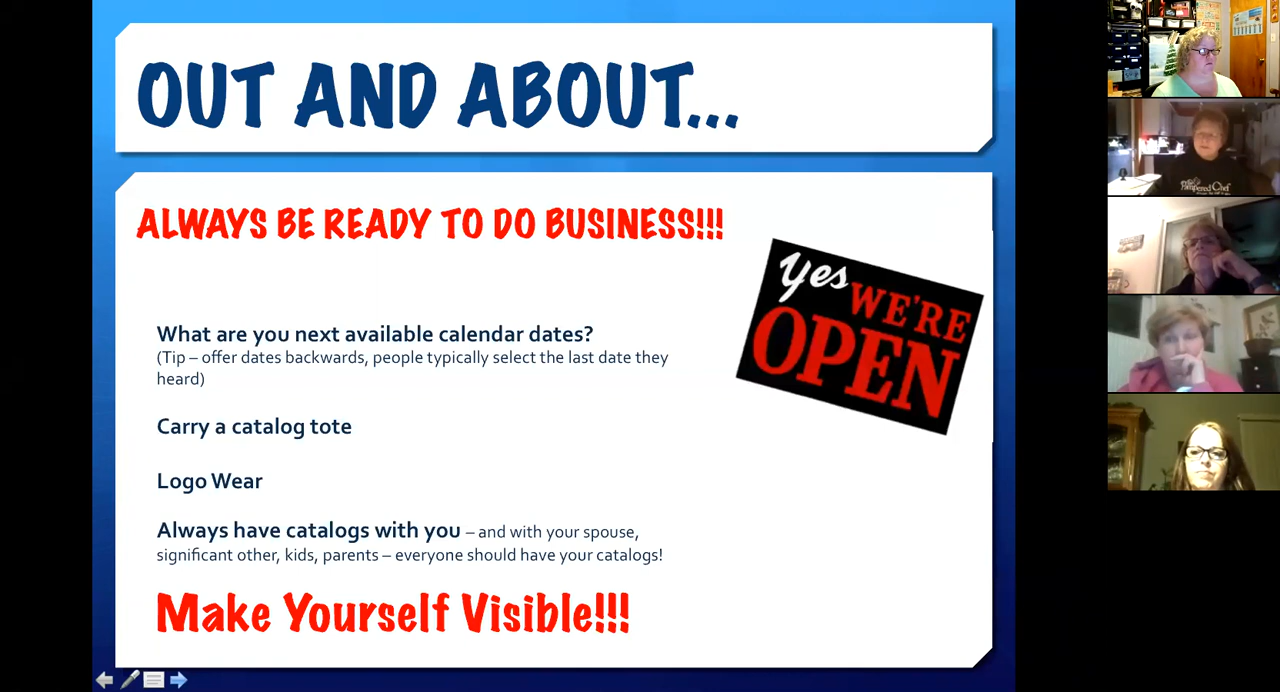 OUT AND ABOUT...
ALWAYS BE READY TO DO BUSINESS!!!
yes
WE'RE
OPEN
What are you next available calendar dates?
(Tip – offer dates backwards, people typically select the last date they
heard)
Carry a catalog tote
Logo Wear
Always have catalogs with you – and with your spouse,
significant other, kids, parents – everyone should have your catalogs!
Make Yourself Visible!!!
Pampered Chef